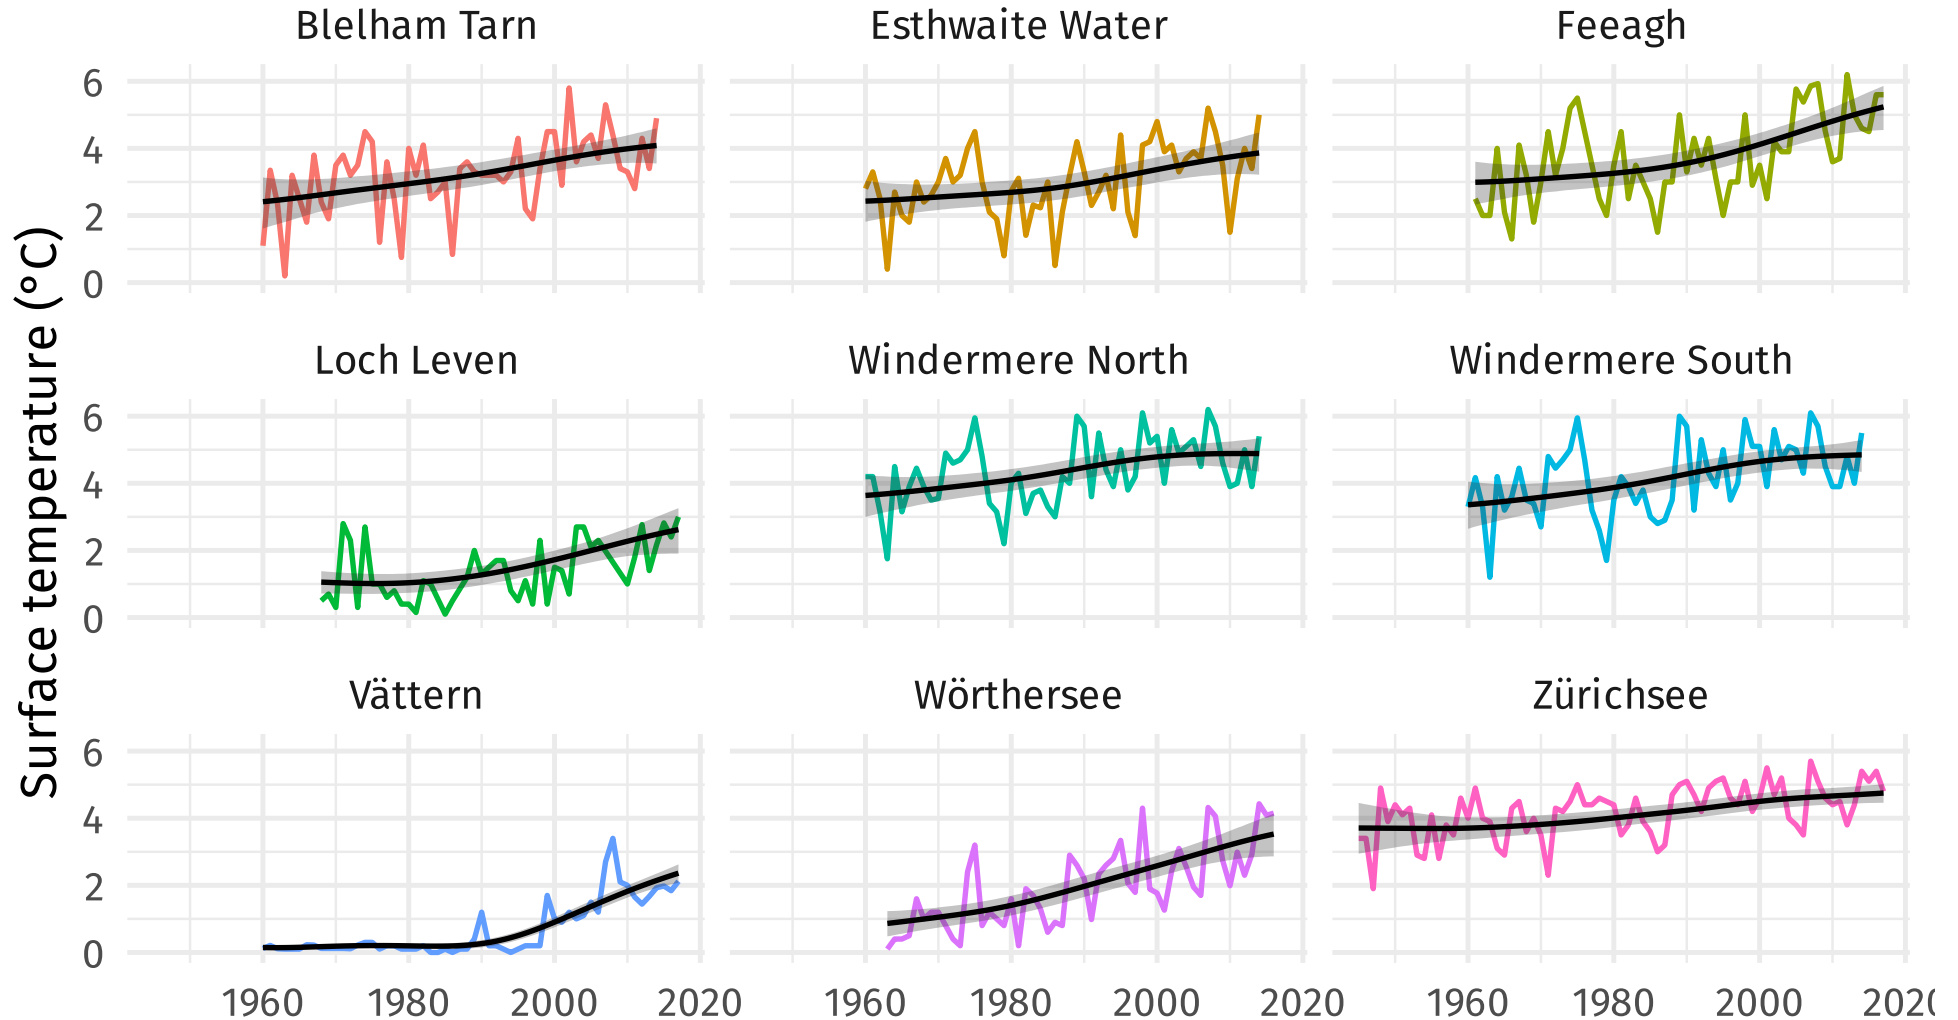 Blelham Tarn
Esthwaite Water
Feeagh
6
4
2
0
Loch Leven
Windermere North
Windermere South
6
4
2
0
Surface temperature (°C)
Vättern
Wörthersee
Zürichsee
6
4
2
0
1960 1980 2000 2020 1960 1980 2000 2020 1960 1980 2000 2020